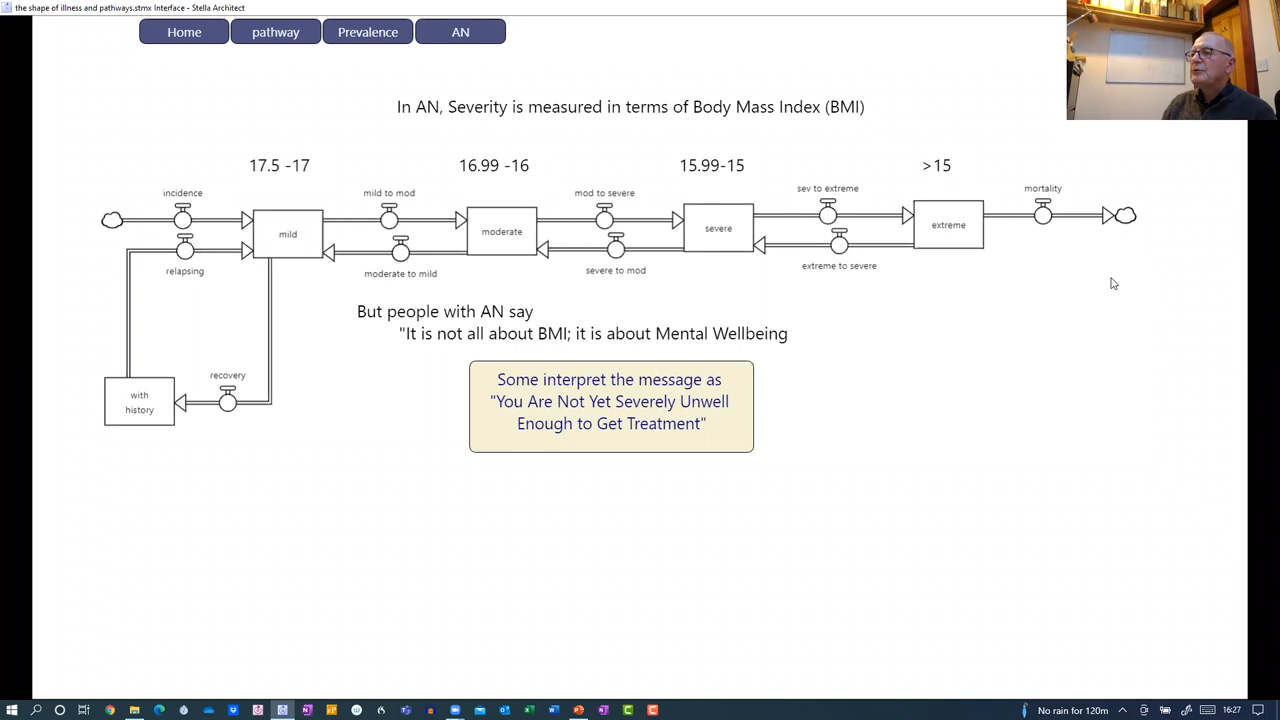 the shape of illness and pathways.stmx Interface - Stella Architect
Home
pathway
Prevalence
AN
In AN, Severity is measured in terms of Body Mass Index (BMI)
17.5 -17
16.99 -16
15.99-15
>15
incidence
mild to mod
mod to severe
sev to extreme
mortality
mild
moderate
severe
extreme
relapsing
moderate to mild
severe to mod
extreme to severe
But people with AN say
"It is not all about BMI; it is about Mental Wellbeing
recovery
with
history
Some interpret the message as
"You Are Not Yet Severely Unwell
Enough to Get Treatment"
No rain for 120m
16:27